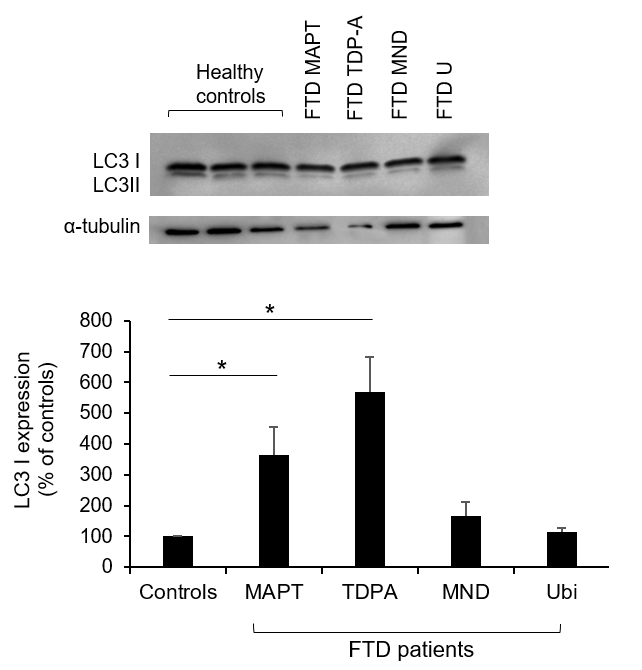 Healthy
controls
FTD MAPT
FTD TDP-A
FTD MND
FTD U
LC3 I
LC3II
α-tubulin
LC3 I expression
(% of controls)
800
700
600
500
400
300
200
100
0
*
*
Controls MAPT TDPA MND Ubi
FTD patients